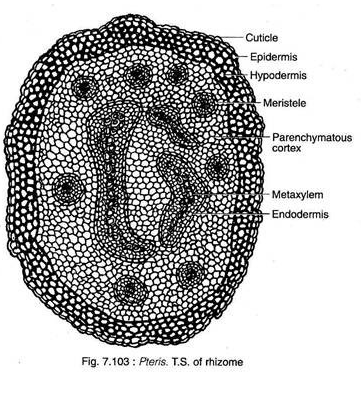 Cuticle
Epidermis
Hypodermis
Meristele
Parenchymatous
cortex
Metaxylem
Endodermis
Fig. 7.103 : Pteris. T.S. of rhizome